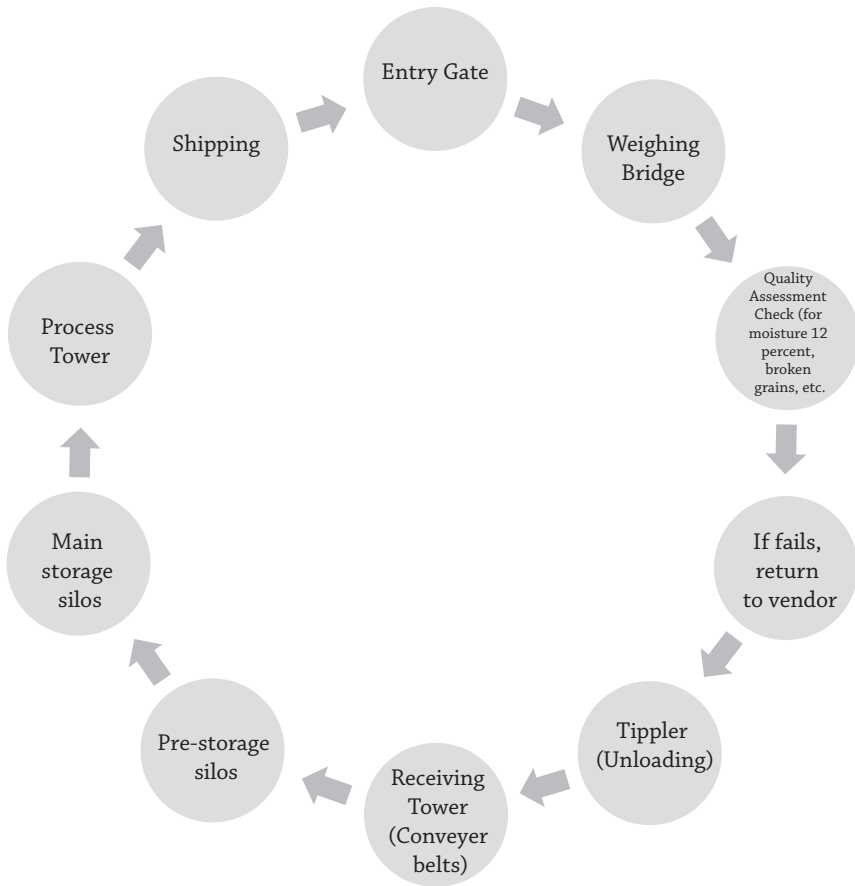 Entry Gate
Weighing
Bridge
Quality
Assessment
Check (for
moisture 12
percent,
broken
grains, etc.
If fails,
return
to vendor
Tippler
(Unloading)
Receiving
Tower
(Conveyer
belts)
Pre-storage
silos
Main
storage
silos
Process
Tower
Shipping